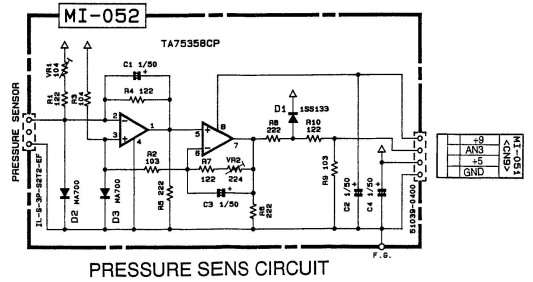 MI-052
TA75358CP
C1 1/50
+
R4 122
VR1
104
R1
122
R3
104
PRESSURE SENSOR
2
3
-
+
1
4
8
5
6
+
-
7
D1
1SS133
R8
222
R10
122
R2
103
R7
122
VR2
224
+
C3 1/50
R5 222
R6
222
R9 103
C2 1/50
+
C4 1/50
+
MA700
D2
MA700
D3
IL-S-3P-S2T2-EF
51039-0400
F.G.
+9
AN3
+5
GND
MI-051
<CN9>
PRESSURE SENS CIRCUIT